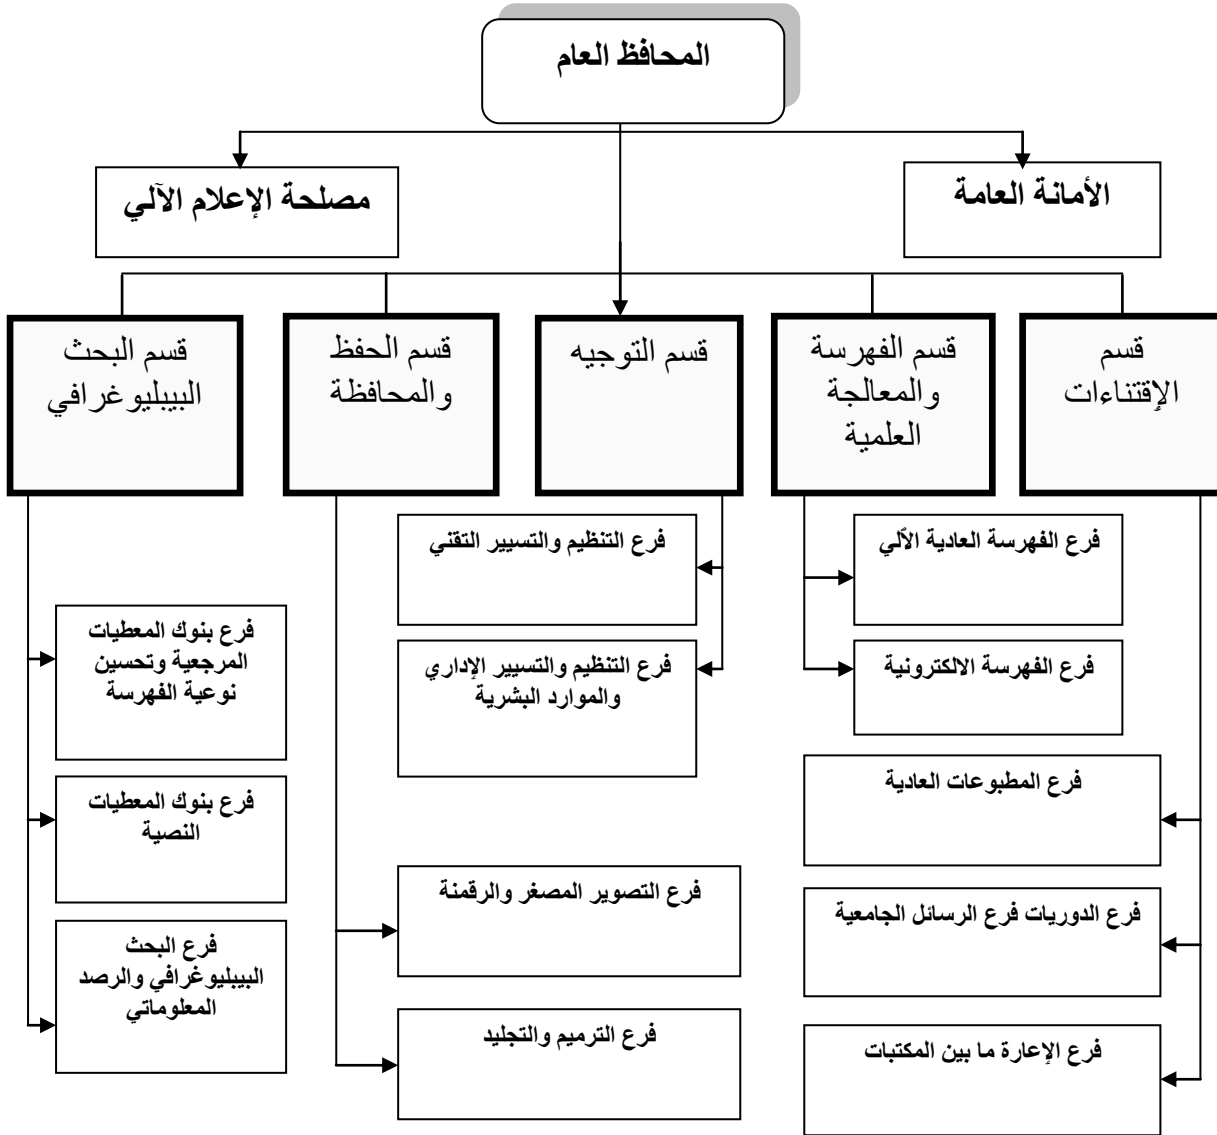 المحافظ العام
الأمانة العامة
مصلحة الإعلام الآلي
قسم
الإقتناءات
قسم الفهرسة
والمعالجة
العلمية
قسم التوجيه
قسم الحفظ
والمحافظة
قسم البحث
البيبليوغرافي
فرع الفهرسة العادية الآلي
فرع الفهرسة الالكترونية
فرع المطبوعات العادية
فرع الدوريات فرع الرسائل الجامعية
فرع الإعارة ما بين المكتبات
فرع التنظيم والتسيير التقني
فرع التنظيم والتسيير الإداري
والموارد البشرية
فرع التصوير المصغر والرقمنة
فرع الترميم والتجليد
فرع بنوك المعطيات
المرجعية وتحسين
نوعية الفهرسة
فرع بنوك المعطيات
النصية
فرع البحث
البيبليوغرافي والرصد
المعلوماتي